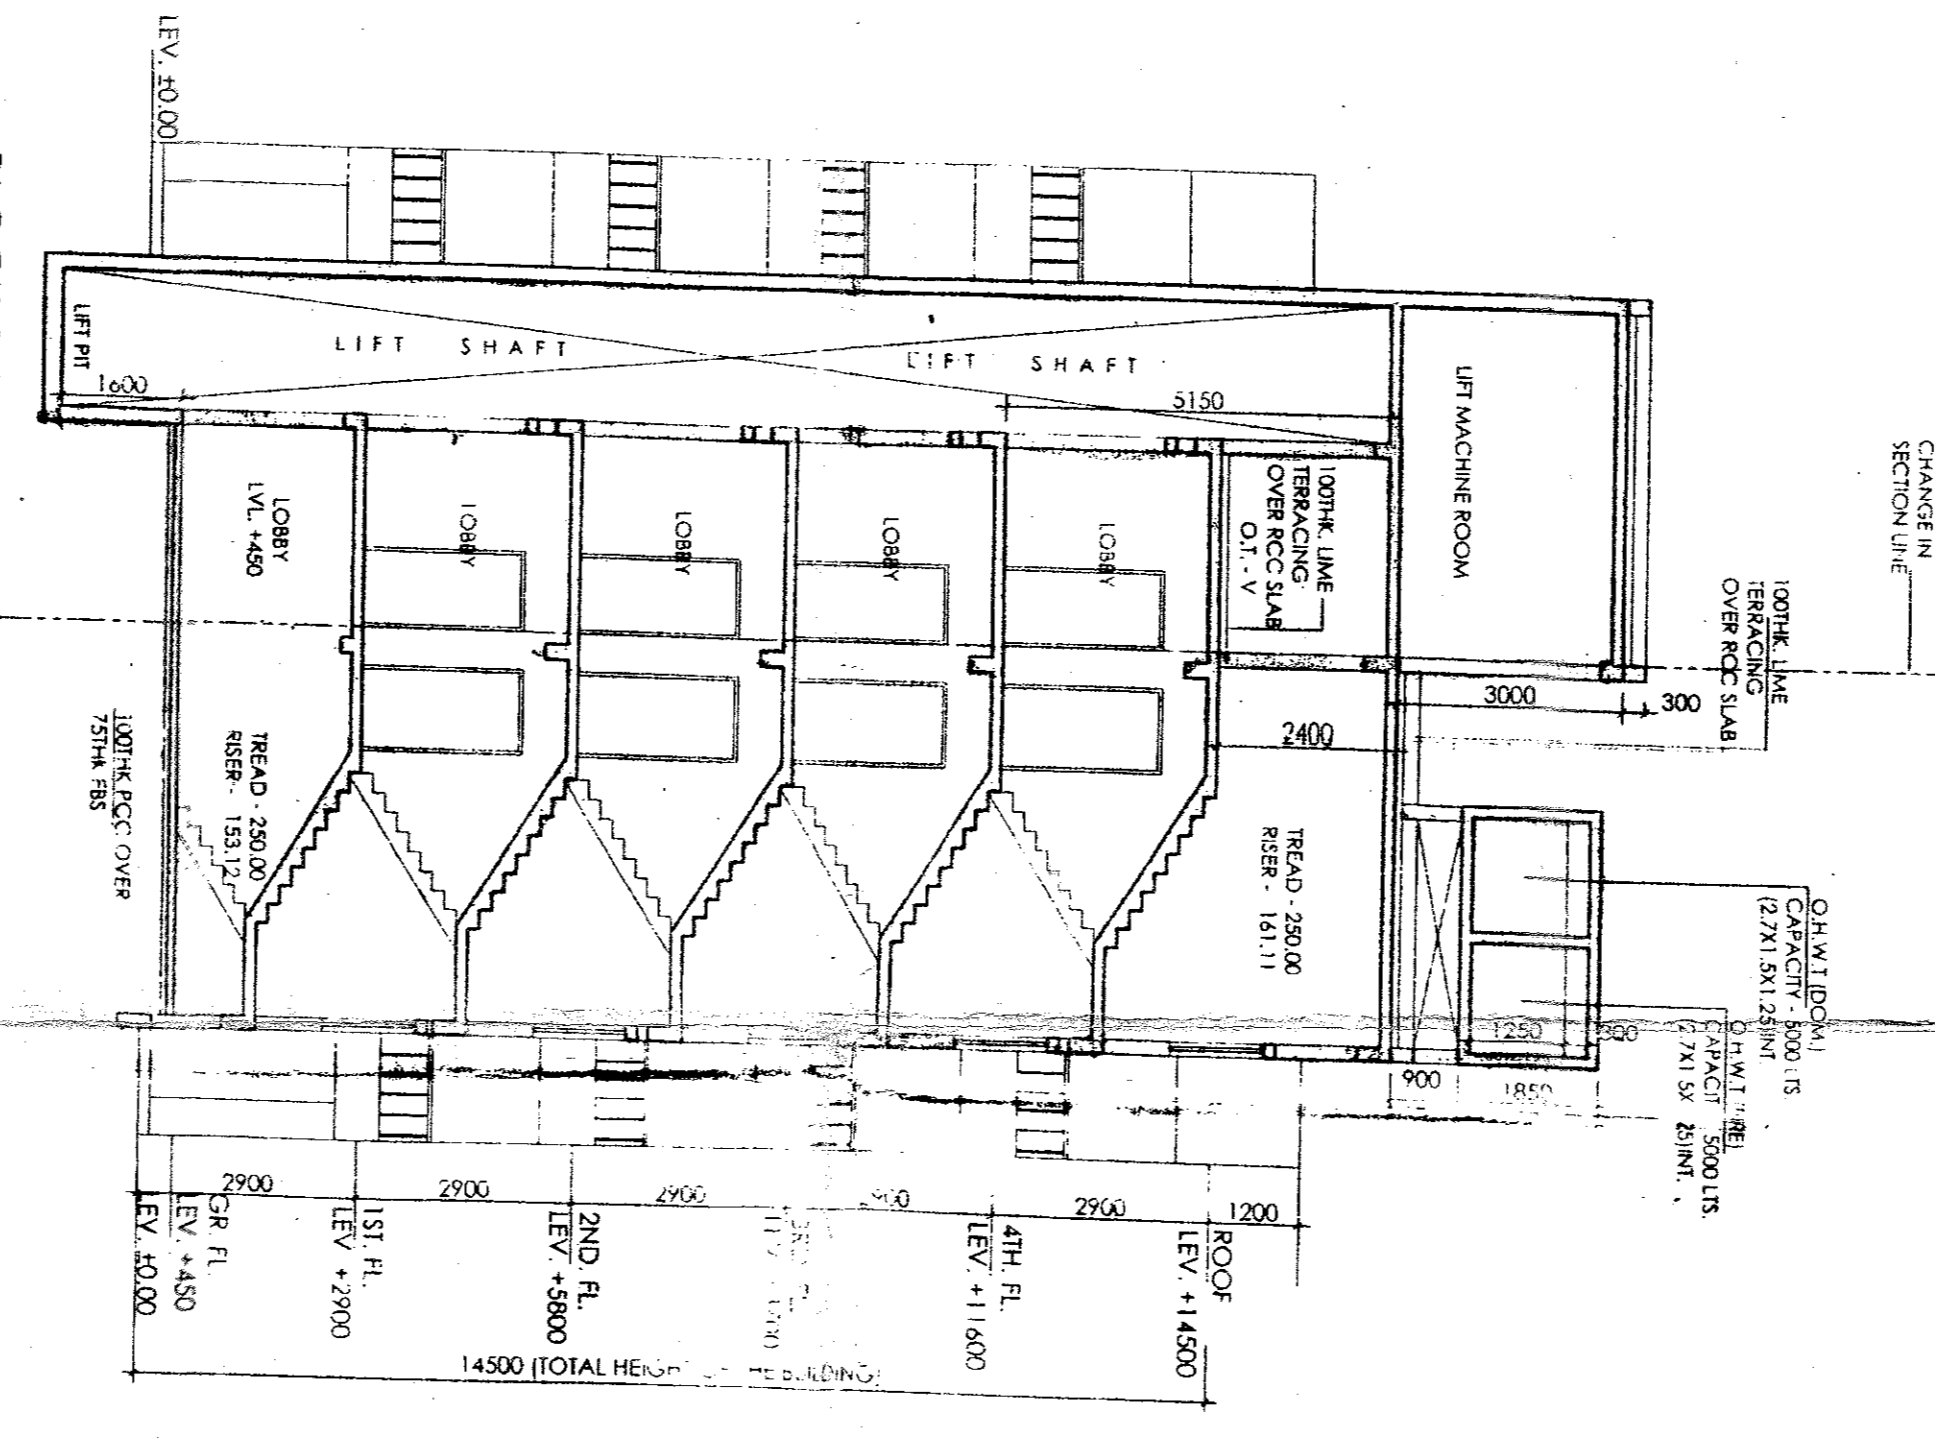 LEV. ±0.00
LIFT PIT
1600
LIFT SHAFT
LIFT SHAFT
5150
LIFT MACHINE ROOM
CHANGE IN
SECTION LINE
LOBBY
LVL. +450
LOBBY
LOBBY
LOBBY
LOBBY
100THK. LIME
TERRACING
OVER RCC SLAB
O.T. - V
100THK. LIME
TERRACING
OVER RCC SLAB
3000
300
2400
100THK PCC OVER
75THK FBS
TREAD - 250.00
RISER - 153.12
TREAD - 250.00
RISER - 161.11
O.H.W.T (DOM.)
CAPACITY - 5000 LTS
(2.7X1.5X1.25)INT.
O.H.W.T
5000 LTS.
1250
900
1850
2900
2900
2900
2900
1200
GR. FL.
LEV. +450
LEV. ±0.00
1ST. FL.
LEV +2900
2ND. FL.
LEV. +5800
4TH. FL.
LEV. +11600
ROOF
LEV. +14500
14500 (TOTAL HEIGHT BUILDING)